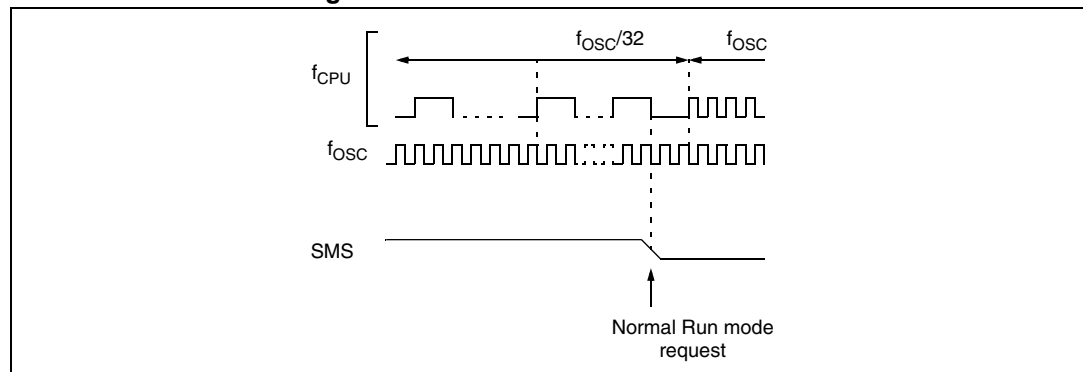 fOSC/32
fOSC
fCPU
fOSC
SMS
Normal Run mode
request